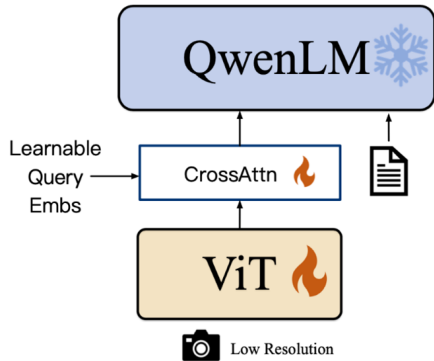 QwenLM
Learnable
Query
Embs
CrossAttn
ViT
Low Resolution